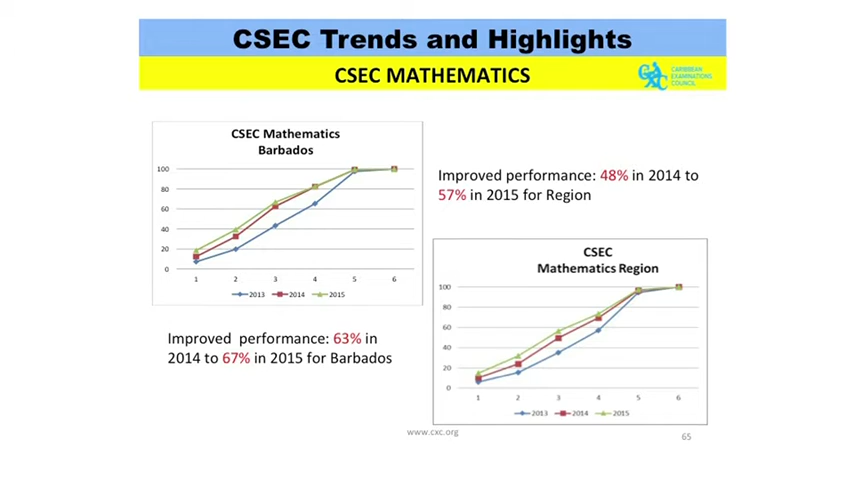 CSEC Trends and Highlights
CSEC MATHEMATICS
CXC
CARIBBEAN
EXAMINATIONS
COUNCIL
CSEC Mathematics
Barbados
100
80
60
40
20
0
1 2 3 4 5 6
2013 2014 2015
Improved performance: 48% in 2014 to
57% in 2015 for Region
Improved performance: 63% in
2014 to 67% in 2015 for Barbados
CSEC
Mathematics Region
100
80
60
40
20
0
1 2 3 4 5 6
2013 2014 2015
www.cxc.org
65